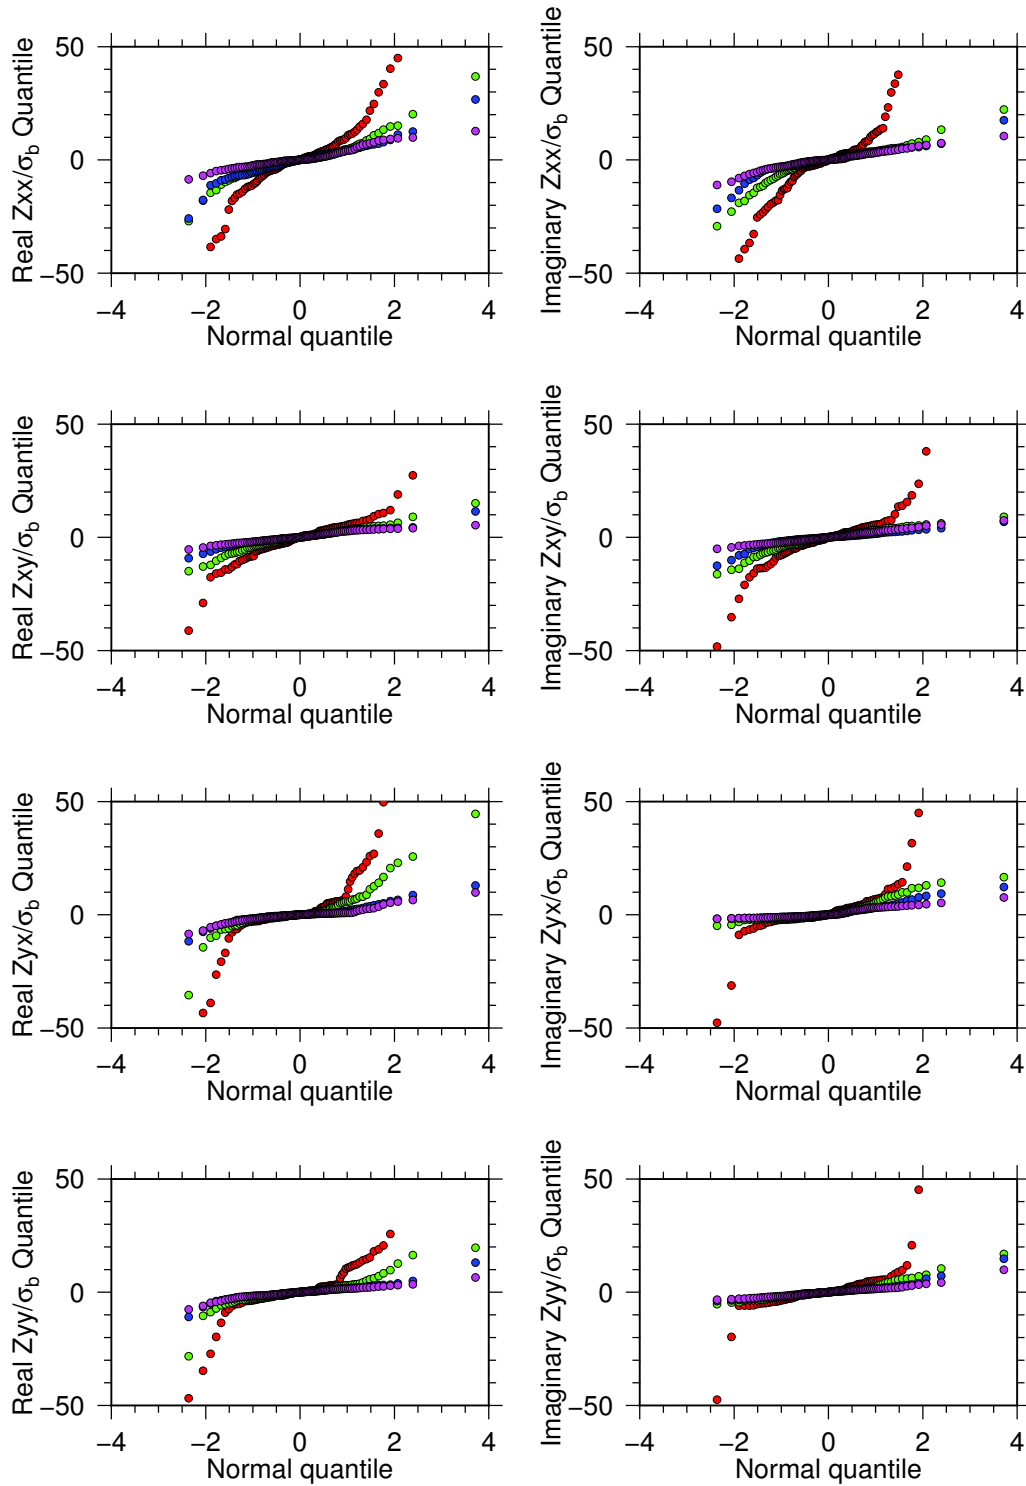 50
0
−50
Real Zxx/σb Quantile
−4 −2 0 2 4
Normal quantile
50
0
−50
Imaginary Zxx/σb Quantile
−4 −2 0 2 4
Normal quantile
50
0
−50
Real Zxy/σb Quantile
−4 −2 0 2 4
Normal quantile
50
0
−50
Imaginary Zxy/σb Quantile
−4 −2 0 2 4
Normal quantile
50
0
−50
Real Zyx/σb Quantile
−4 −2 0 2 4
Normal quantile
50
0
−50
Imaginary Zyx/σb Quantile
−4 −2 0 2 4
Normal quantile
50
0
−50
Real Zyy/σb Quantile
−4 −2 0 2 4
Normal quantile
50
0
−50
Imaginary Zyy/σb Quantile
−4 −2 0 2 4
Normal quantile